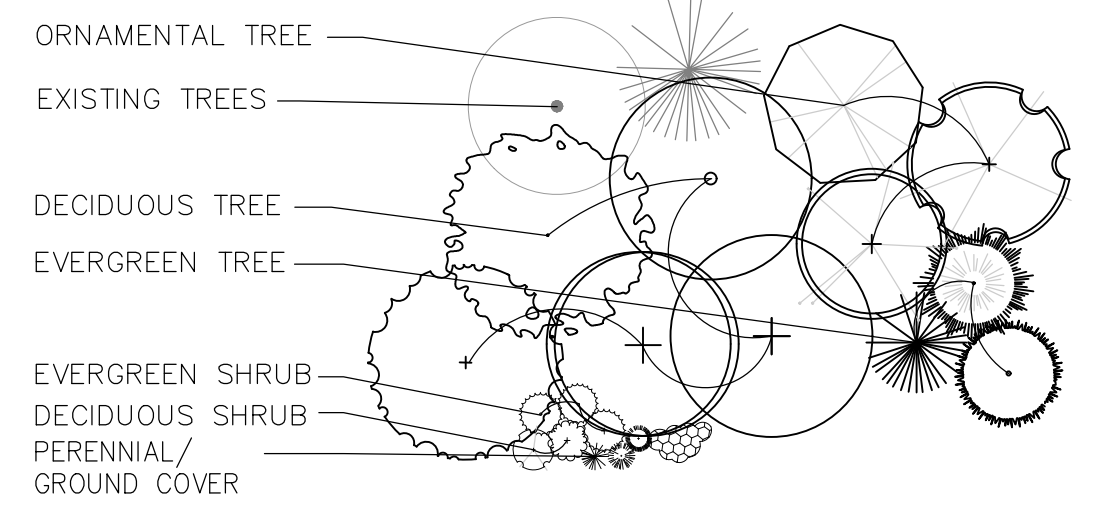 ORNAMENTAL TREE
EXISTING TREES
DECIDUOUS TREE
EVERGREEN TREE
EVERGREEN SHRUB
DECIDUOUS SHRUB
PERENNIAL/
GROUND COVER